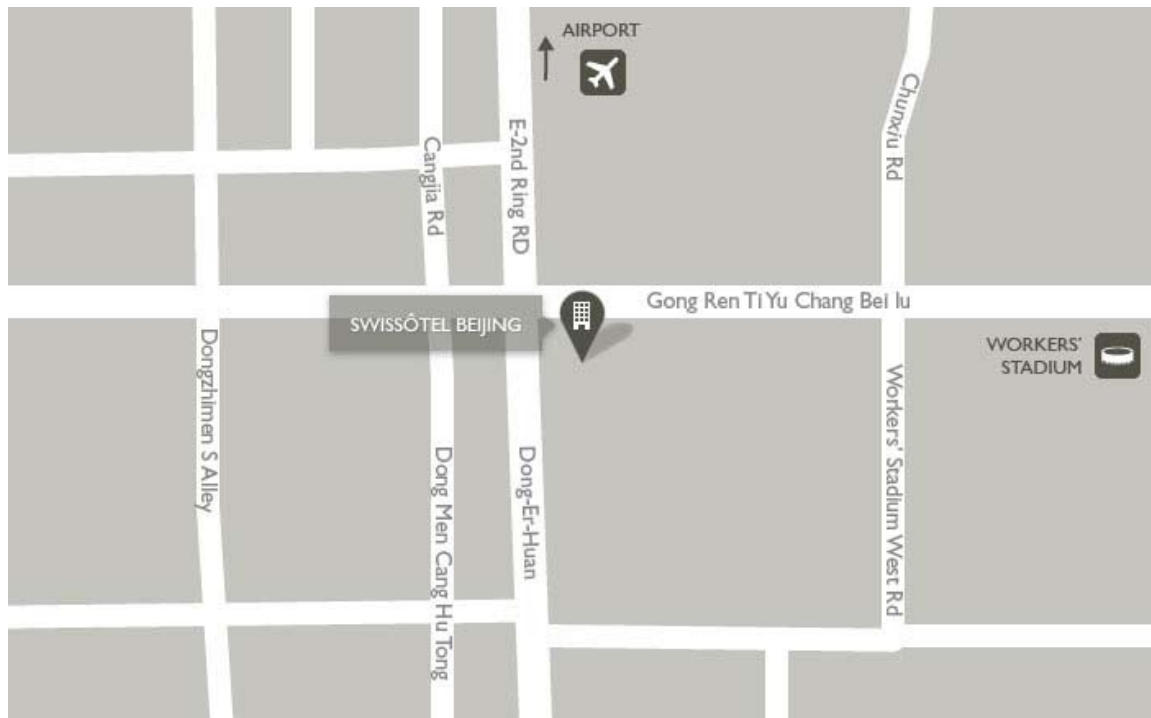 AIRPORT
Chunxiu Rd
E-2nd Ring RD
Cangjia Rd
Gong Ren TI Yu Chang Bei lu
SWISSÔTEL BEIJING
WORKERS'
STADIUM
Dongzhimen S Alley
Workers' Stadium West Rd
Dong Men Cang Hu Tong
Dong-Er-Huan